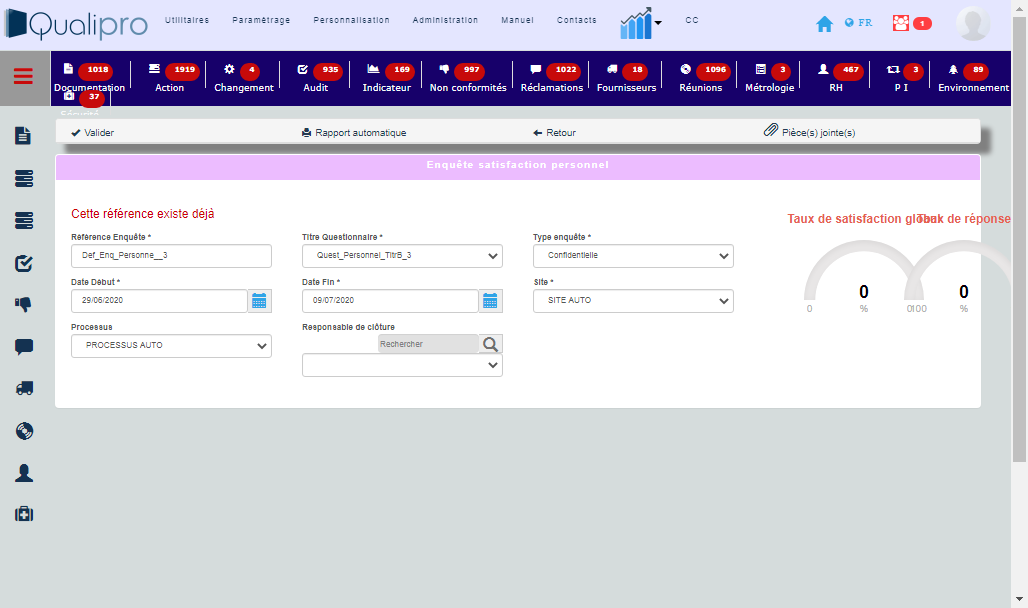 Qualipro
Utilitaires Paramétrage Personnalisation Administration Manuel Contacts CC FR 1
1018 1919 4 935 169 997 1022 18 1096 3 467 3 89
Documentation Action Changement Audit Indicateur Non conformités Réclamations Fournisseurs Réunions Métrologie RH P I Environnement
37
Sécurité
Valider Rapport automatique Retour Pièce(s) jointe(s)
Enquête satisfaction personnel
Cette référence existe déjà
Taux de satisfaction global Taux de réponse
Référence Enquête * Titre Questionnaire * Type enquête *
Def_Enq_Personne__3 Quest_Personnel_TitrB_3 Confidentielle
Date Début * Date Fin * Site *
29/06/2020 09/07/2020 SITE AUTO
0 0
0 % 0100 %
Processus Responsable de clôture
PROCESSUS AUTO Rechercher